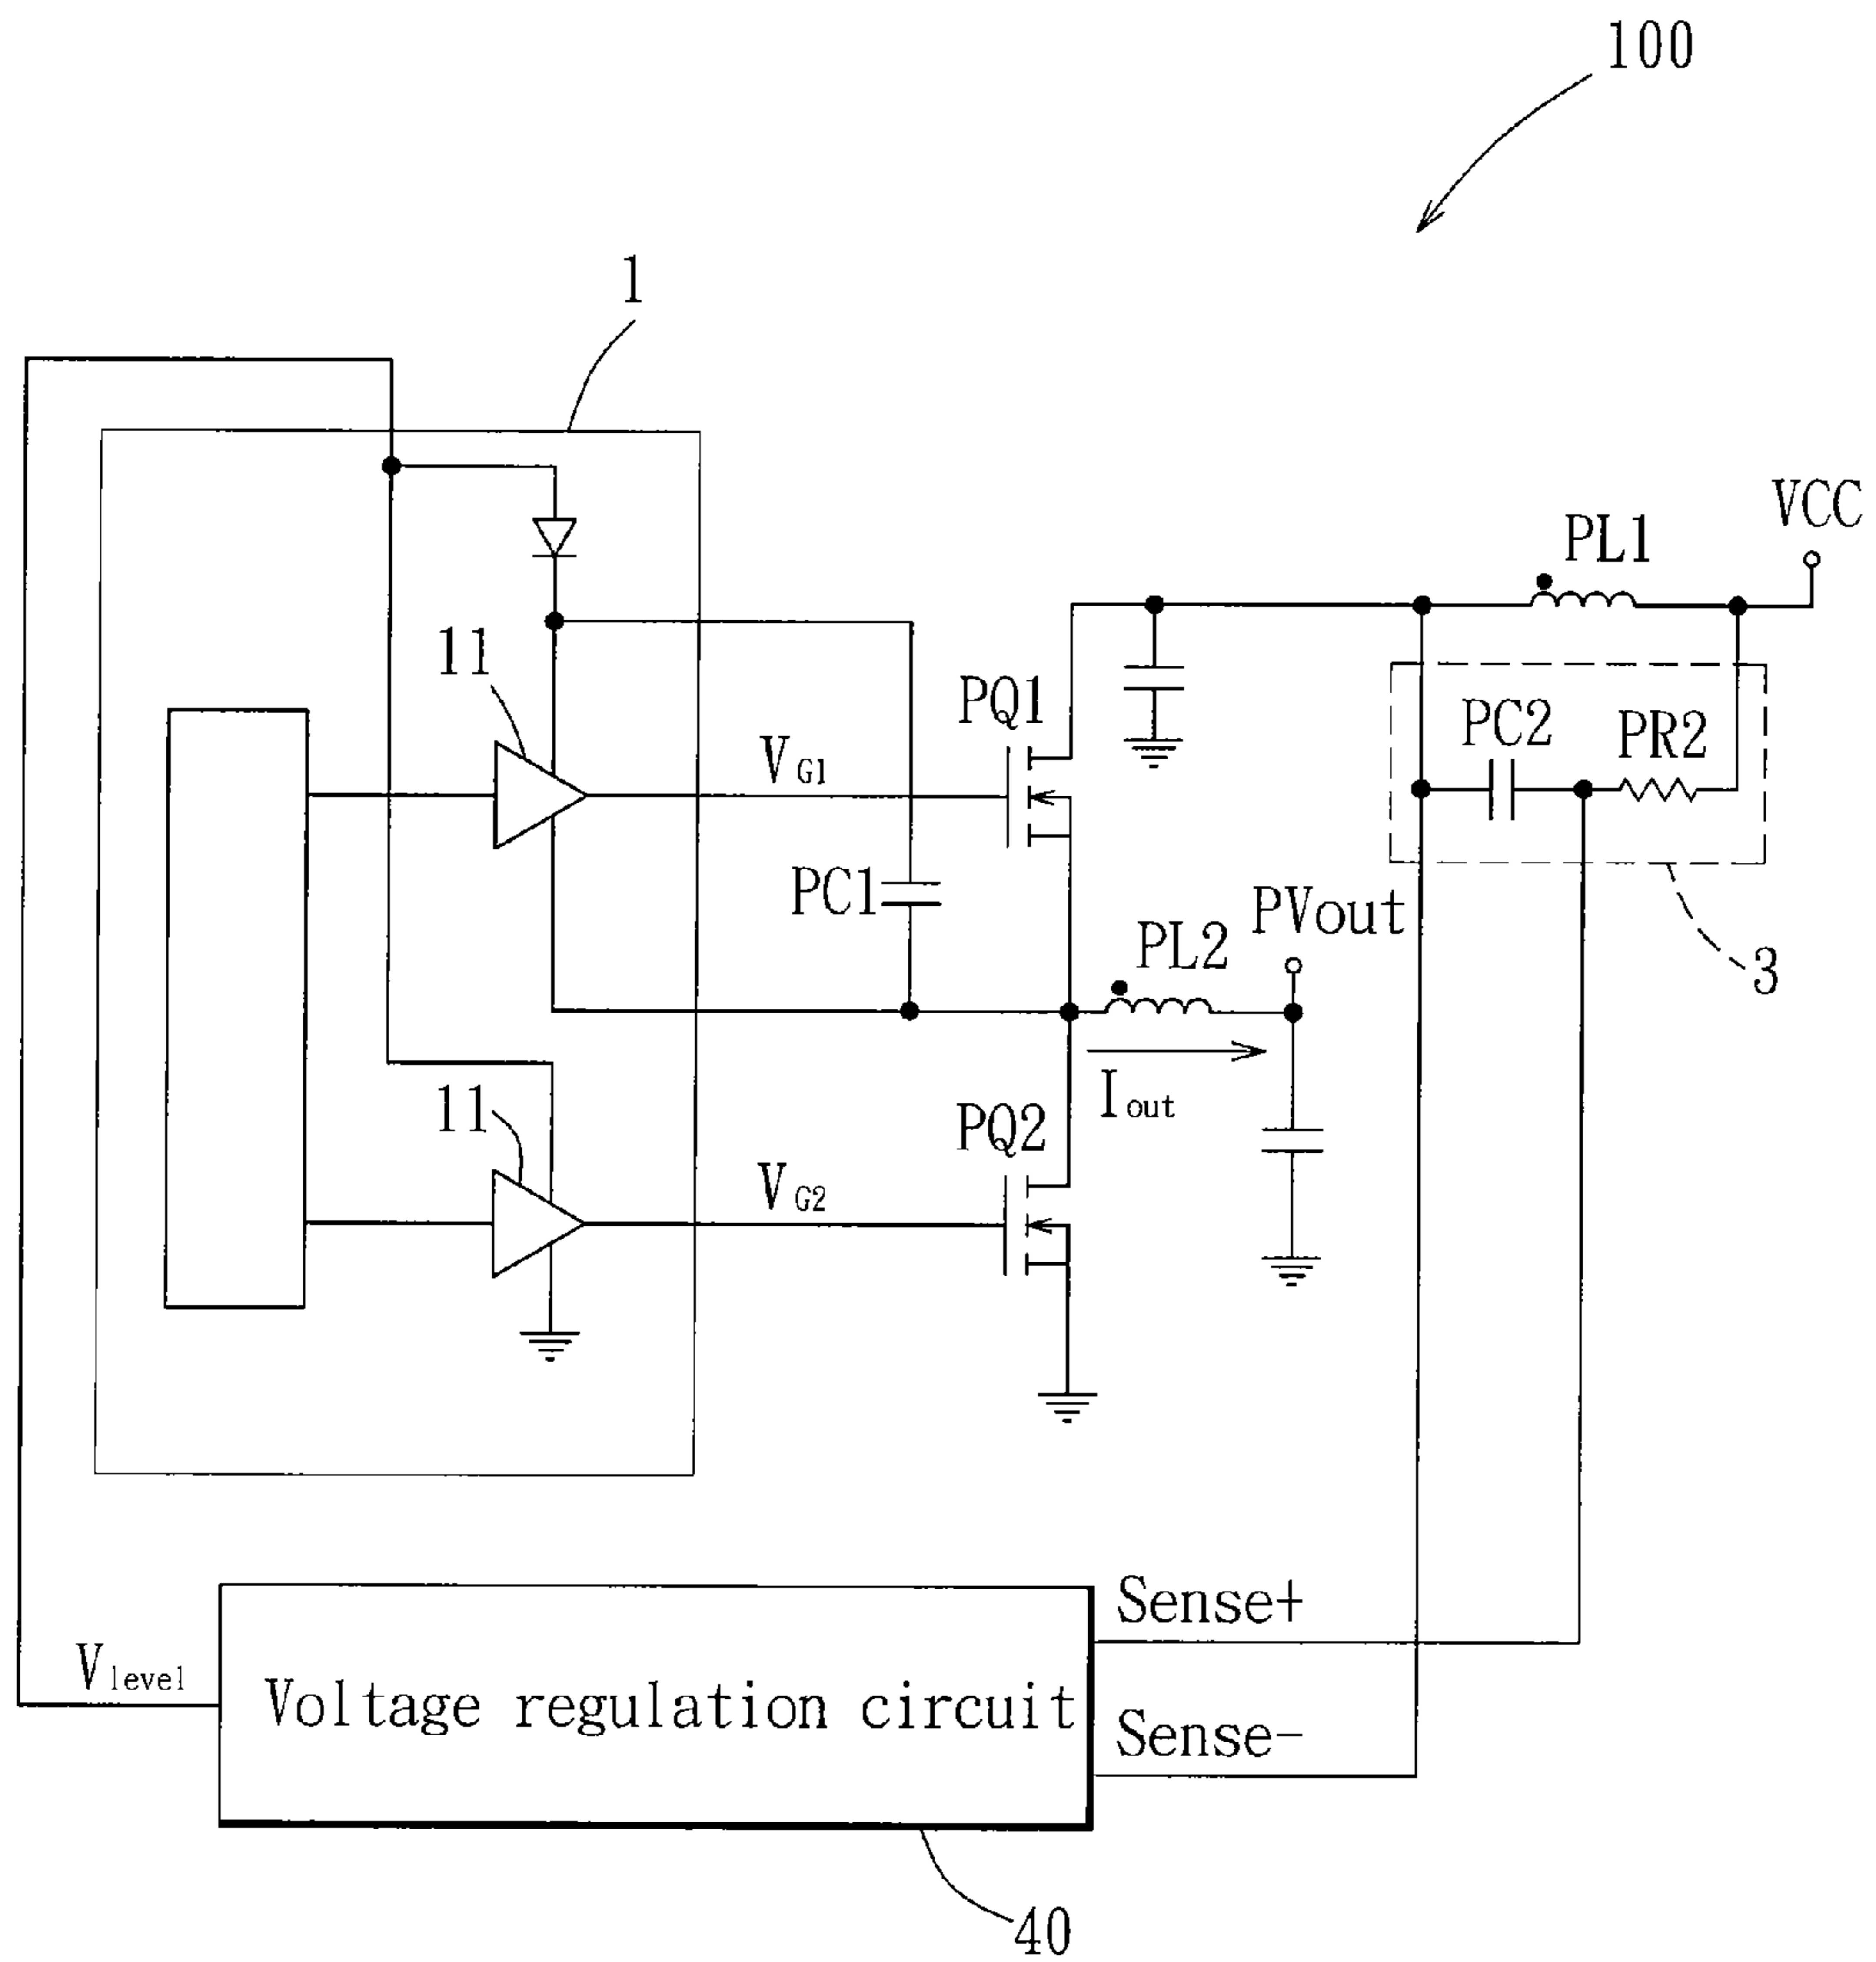 100
1
VCC
PL1
11
PQ1
VG1
PC2
PR2
PC1
PVout
PL2
3
Iout
11
PQ2
VG2
Sense+
Vlevel
Voltage regulation circuit
Sense-
40